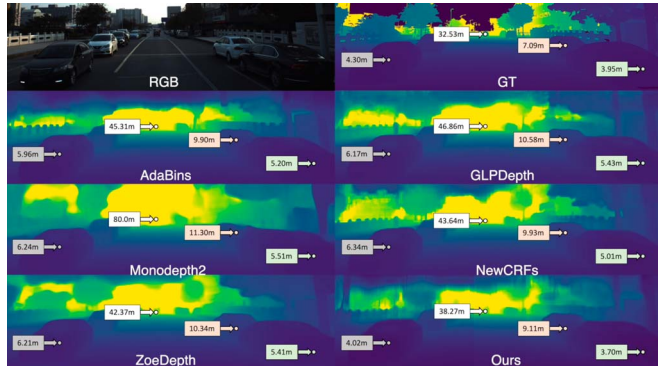 RGB
32.53m
7.09m
4.30m
3.95m
GT
45.31m
9.90m
5.96m
5.20m
AdaBins
46.86m
10.58m
6.17m
5.43m
GLPDepth
80.0m
11.30m
6.24m
5.51m
Monodepth2
43.64m
9.93m
6.34m
5.01m
NewCRFs
42.37m
10.34m
6.21m
5.41m
ZoeDepth
38.27m
9.11m
4.02m
3.70m
Ours